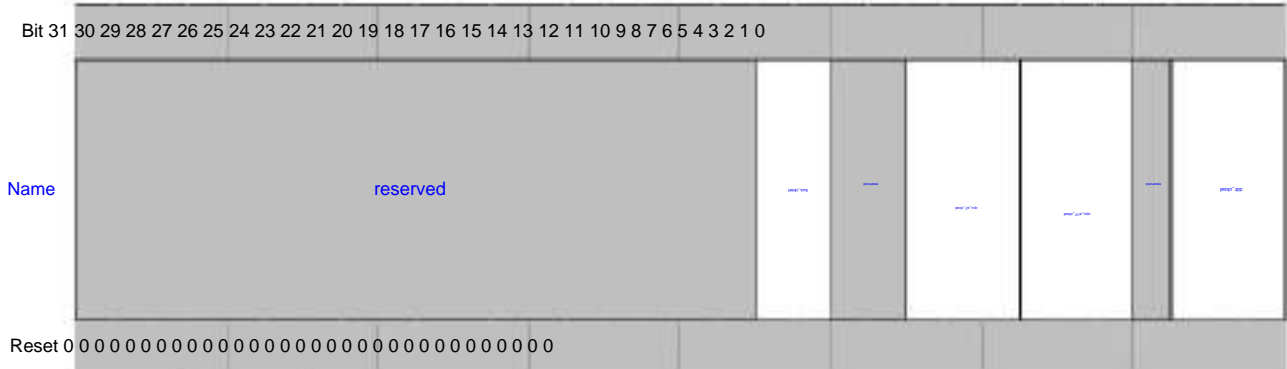 Bit 31 30 29 28 27 26 25 24 23 22 21 20 19 18 17 16 15 14 13 12 11 10 9 8 7 6 5 4 3 2 1 0
Name reserved reserved reserved
Reset 0 0 0 0 0 0 0 0 0 0 0 0 0 0 0 0 0 0 0 0 0 0 0 0 0 0 0 0 0 0 0 0